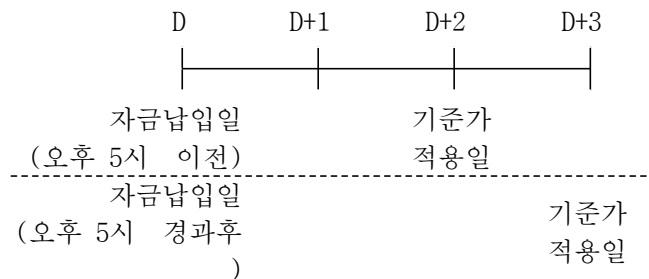 D D+1 D+2 D+3
자금납입일 기준가
(오후 5시 이전) 적용일
자금납입일
(오후 5시 경과후
)
기준가
적용일